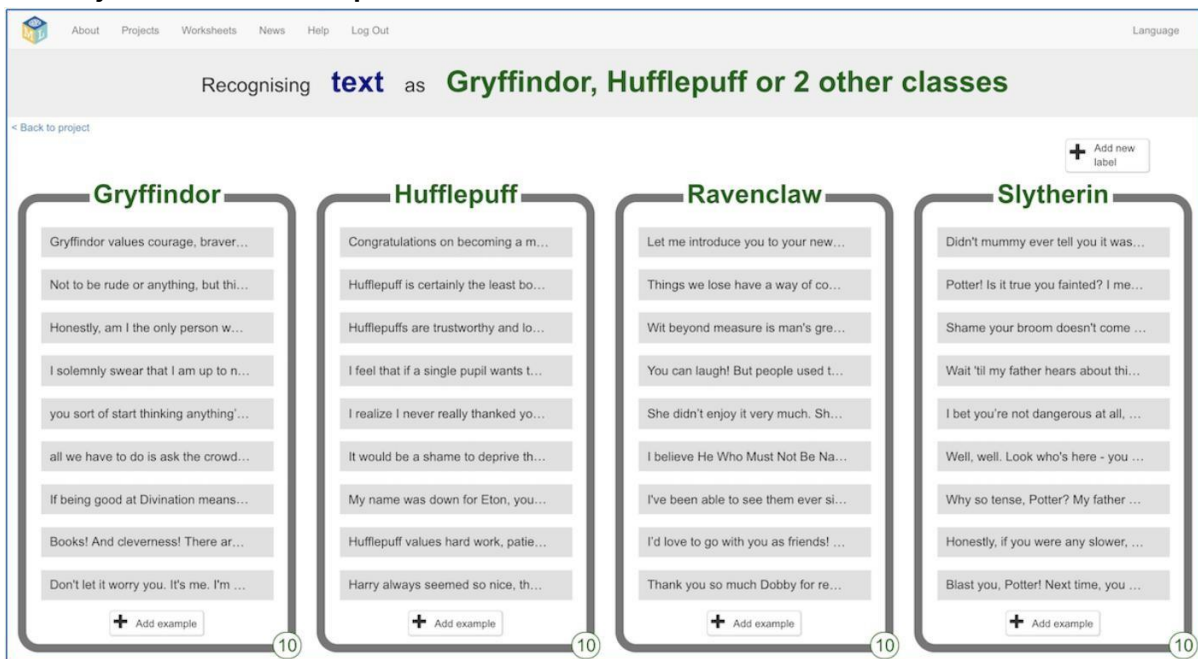 About Projects Worksheets News Help Log Out Language
Recognising text as Gryffindor, Hufflepuff or 2 other classes
< Back to project
Add new
label
Gryffindor
Gryffindor values courage, braver...
Not to be rude or anything, but thi...
Honestly, am I the only person w...
I solemnly swear that I am up to n...
you sort of start thinking anything'...
all we have to do is ask the crowd...
If being good at Divination means...
Books! And cleverness! There ar...
Don't let it worry you. It's me. I'm ...
Add example
10
Hufflepuff
Congratulations on becoming a m...
Hufflepuff is certainly the least bo...
Hufflepuffs are trustworthy and lo...
I feel that if a single pupil wants t...
I realize I never really thanked yo...
It would be a shame to deprive th...
My name was down for Eton, you...
Hufflepuff values hard work, patie...
Harry always seemed so nice, th...
Add example
10
Ravenclaw
Let me introduce you to your new...
Things we lose have a way of co...
Wit beyond measure is man's gre...
You can laugh! But people used t...
She didn't enjoy it very much. Sh...
I believe He Who Must Not Be Na...
I've been able to see them ever si...
I'd love to go with you as friends! ...
Thank you so much Dobby for re...
Add example
10
Slytherin
Didn't mummy ever tell you it was...
Potter! Is it true you fainted? I me...
Shame your broom doesn't come ...
Wait 'til my father hears about thi...
I bet you're not dangerous at all, ...
Well, well. Look who's here - you ...
Why so tense, Potter? My father ...
Honestly, if you were any slower, ...
Blast you, Potter! Next time, you ...
Add example
10